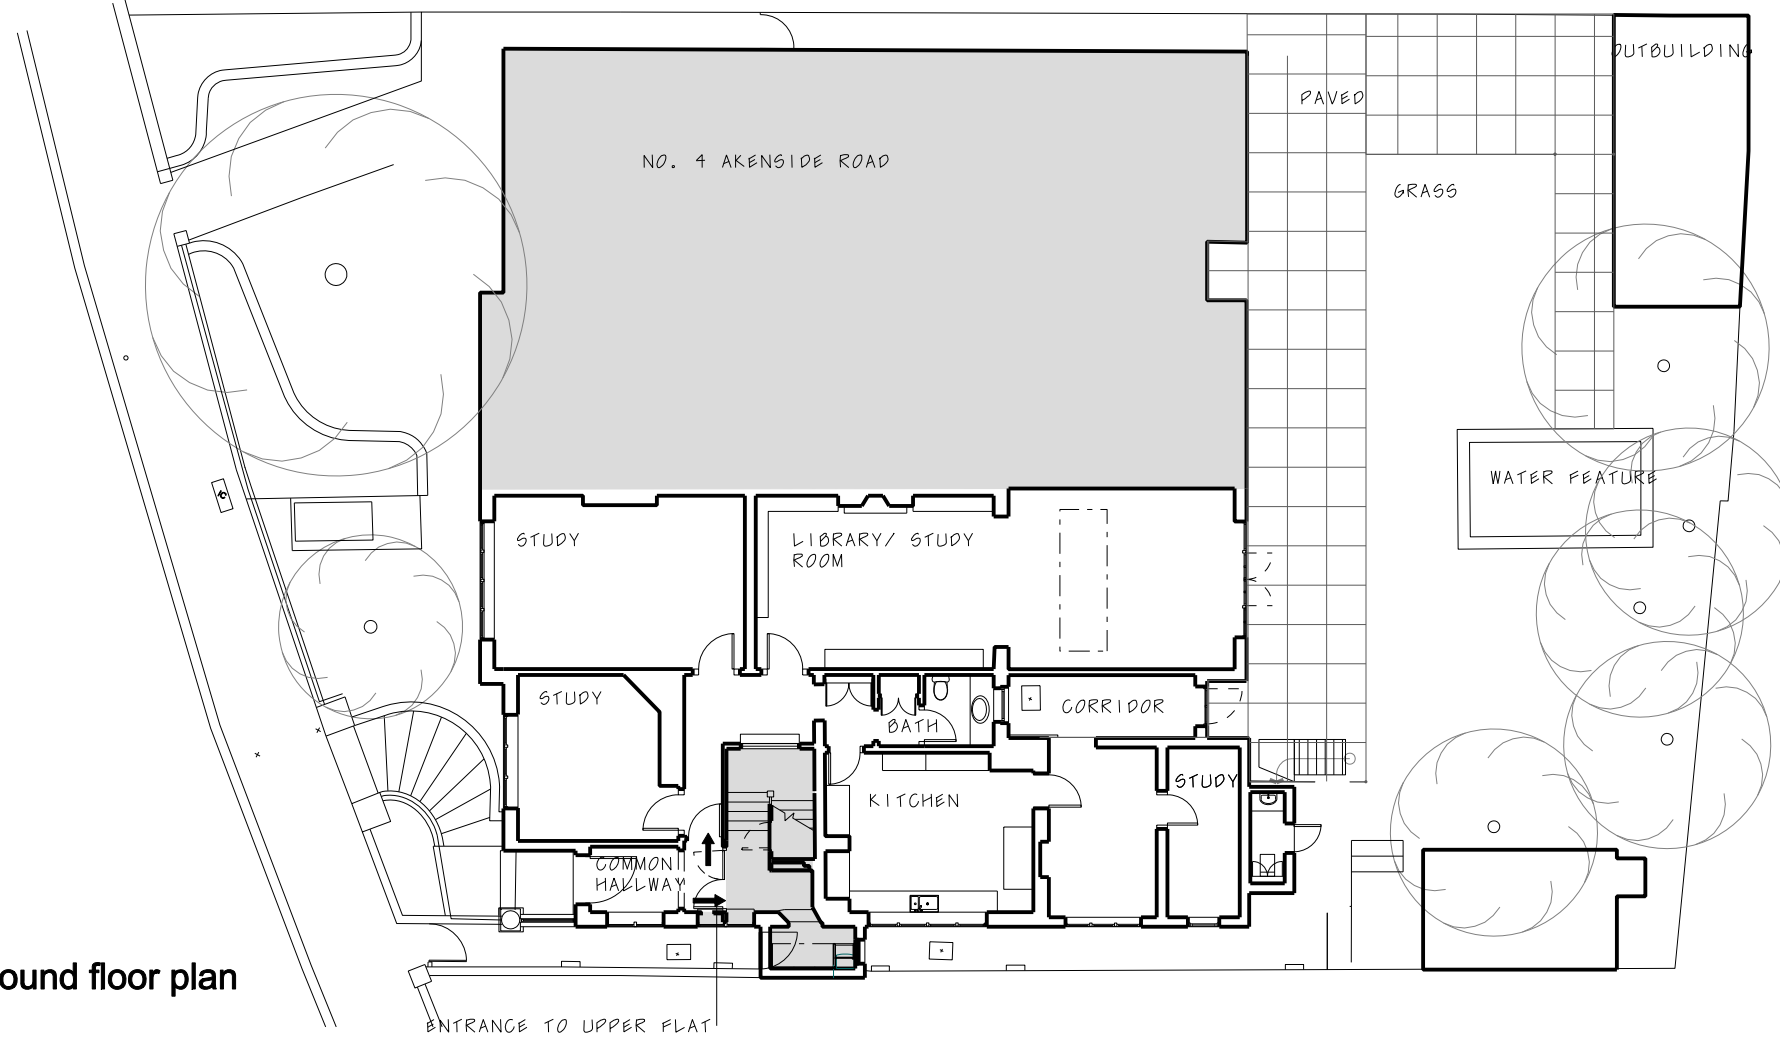 OUTBUILDING
PAVED
NO. 4 AKENSIDE ROAD
GRASS
WATER FEATURE
STUDY
LIBRARY/ STUDY
ROOM
STUDY
CORRIDOR
BATH
STUDY
KITCHEN
COMMON
HALLWAY
ound floor plan
ENTRANCE TO UPPER FLAT